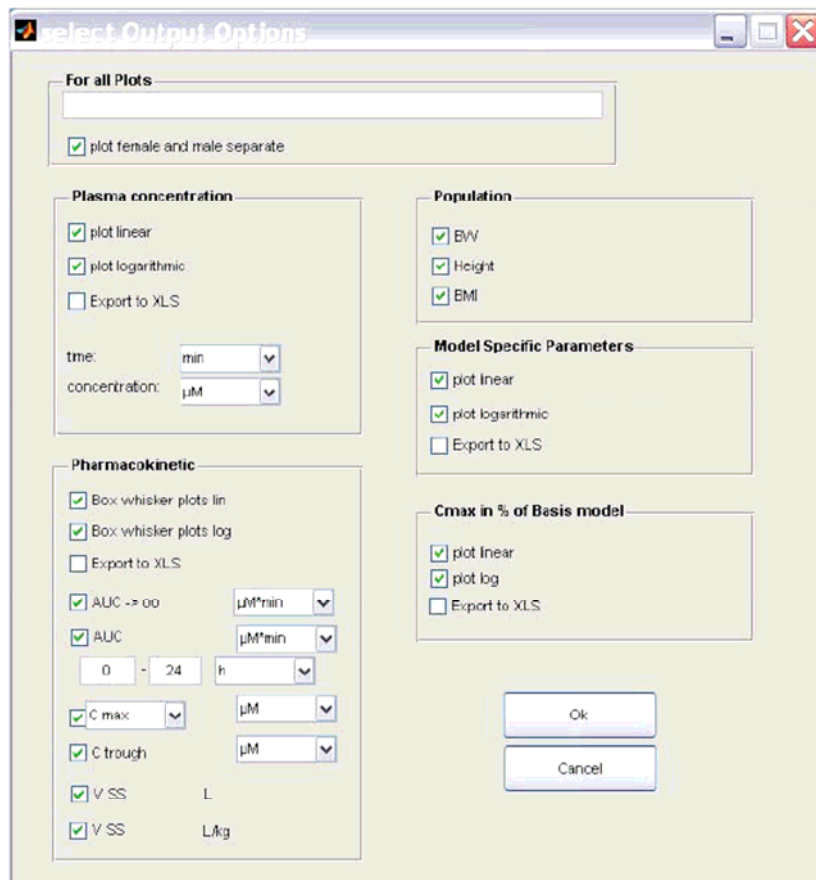 select Output Options
For all Plots
plot female and male separate
Plasma concentration
plot linear
plot logarithmic
Export to XLS
time:
min
concentration:
µM
Pharmacokinetic
Box whisker plots lin
Box whisker plots log
Export to XLS
AUC -> oo
µM*min
AUC
µM*min
0 - 24 h
C max
µM
C trough
µM
V SS L
V SS L/kg
Population
BW
Height
BMI
Model Specific Parameters
plot linear
plot logarithmic
Export to XLS
Cmax in % of Basis model
plot linear
plot log
Export to XLS
Ok
Cancel